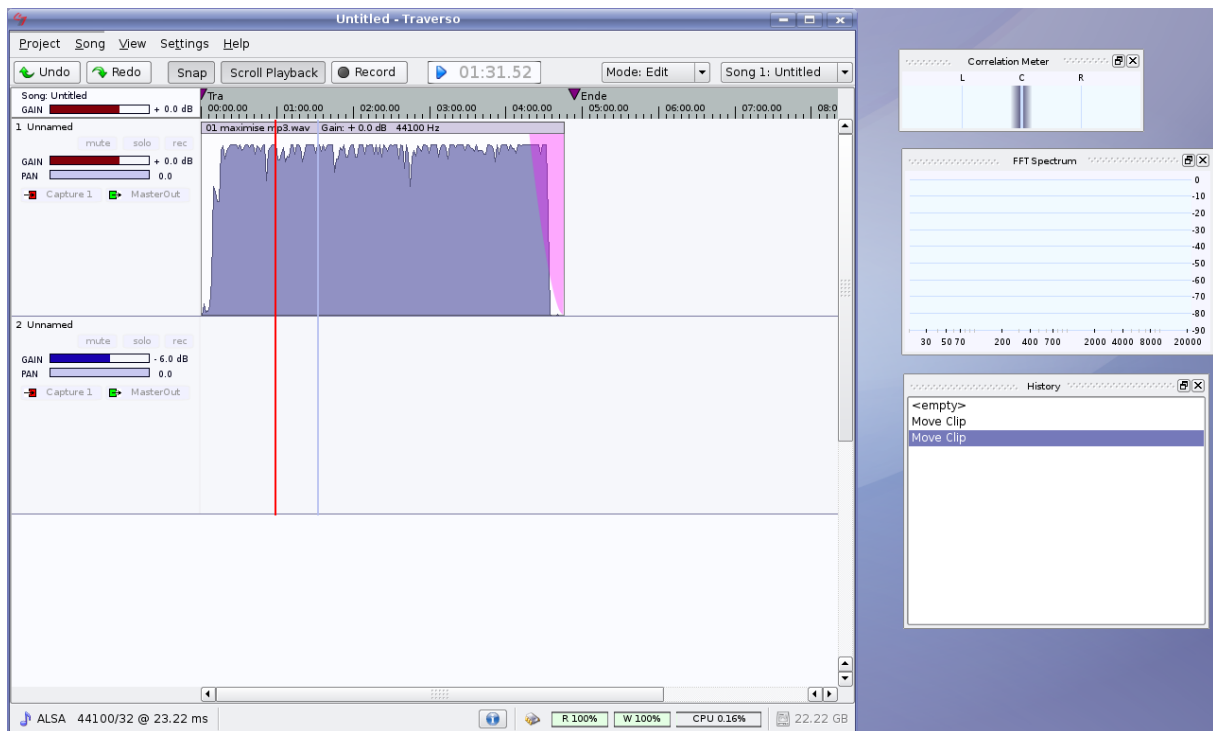 Untitled - Traverso
Project Song View Settings Help
Undo Redo Snap Scroll Playback Record 01:31.52 Mode: Edit Song 1: Untitled
Song: Untitled
GAIN + 0.0 dB
Tra Ende
00:00.00 01:00.00 02:00.00 03:00.00 04:00.00 05:00.00 06:00.00 07:00.00 08:0
1 Unnamed
mute solo rec
GAIN + 0.0 dB
PAN 0.0
Capture 1 MasterOut
01 maximise mp3.wav Gain: + 0.0 dB 44100 Hz
2 Unnamed
mute solo rec
GAIN - 6.0 dB
PAN 0.0
Capture 1 MasterOut
ALSA 44100/32 @ 23.22 ms
R 100% W 100% CPU 0.16% 22.22 GB
Correlation Meter
L C R
FFT Spectrum
0
-10
-20
-30
-40
-50
-60
-70
-80
-90
30 50 70 200 400 700 2000 4000 8000 20000
History
<empty>
Move Clip
Move Clip